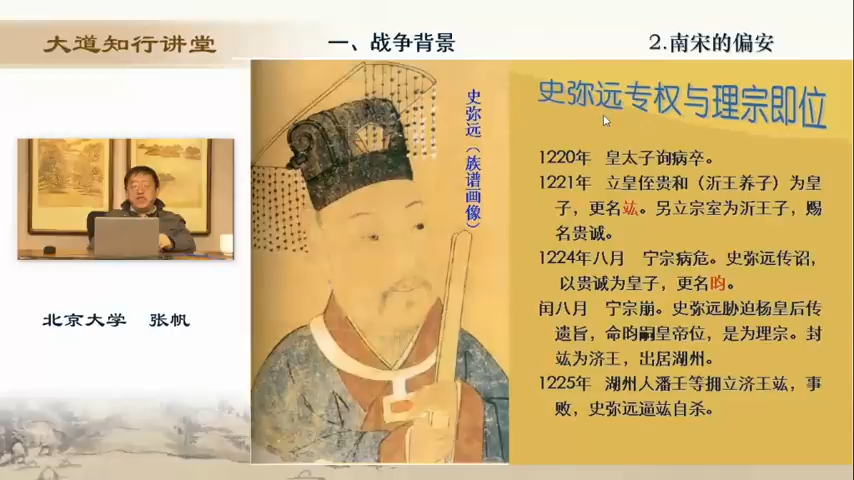 大道知行讲堂
一、战争背景
2.南宋的偏安
史弥远专权与理宗即位
史弥远（族谱画像）
1220年 皇太子询病卒。
1221年 立皇侄贵和（沂王养子）为皇
子，更名竑。另立宗室为沂王子，赐
名贵诚。
1224年八月 宁宗病危。史弥远传诏，
以贵诚为皇子，更名昀。
闰八月 宁宗崩。史弥远胁迫杨皇后传
遗旨，命昀嗣皇帝位，是为理宗。封
竑为济王，出居湖州。
1225年 湖州人潘壬等拥立济王竑，事
败，史弥远逼竑自杀。
北京大学 张帆